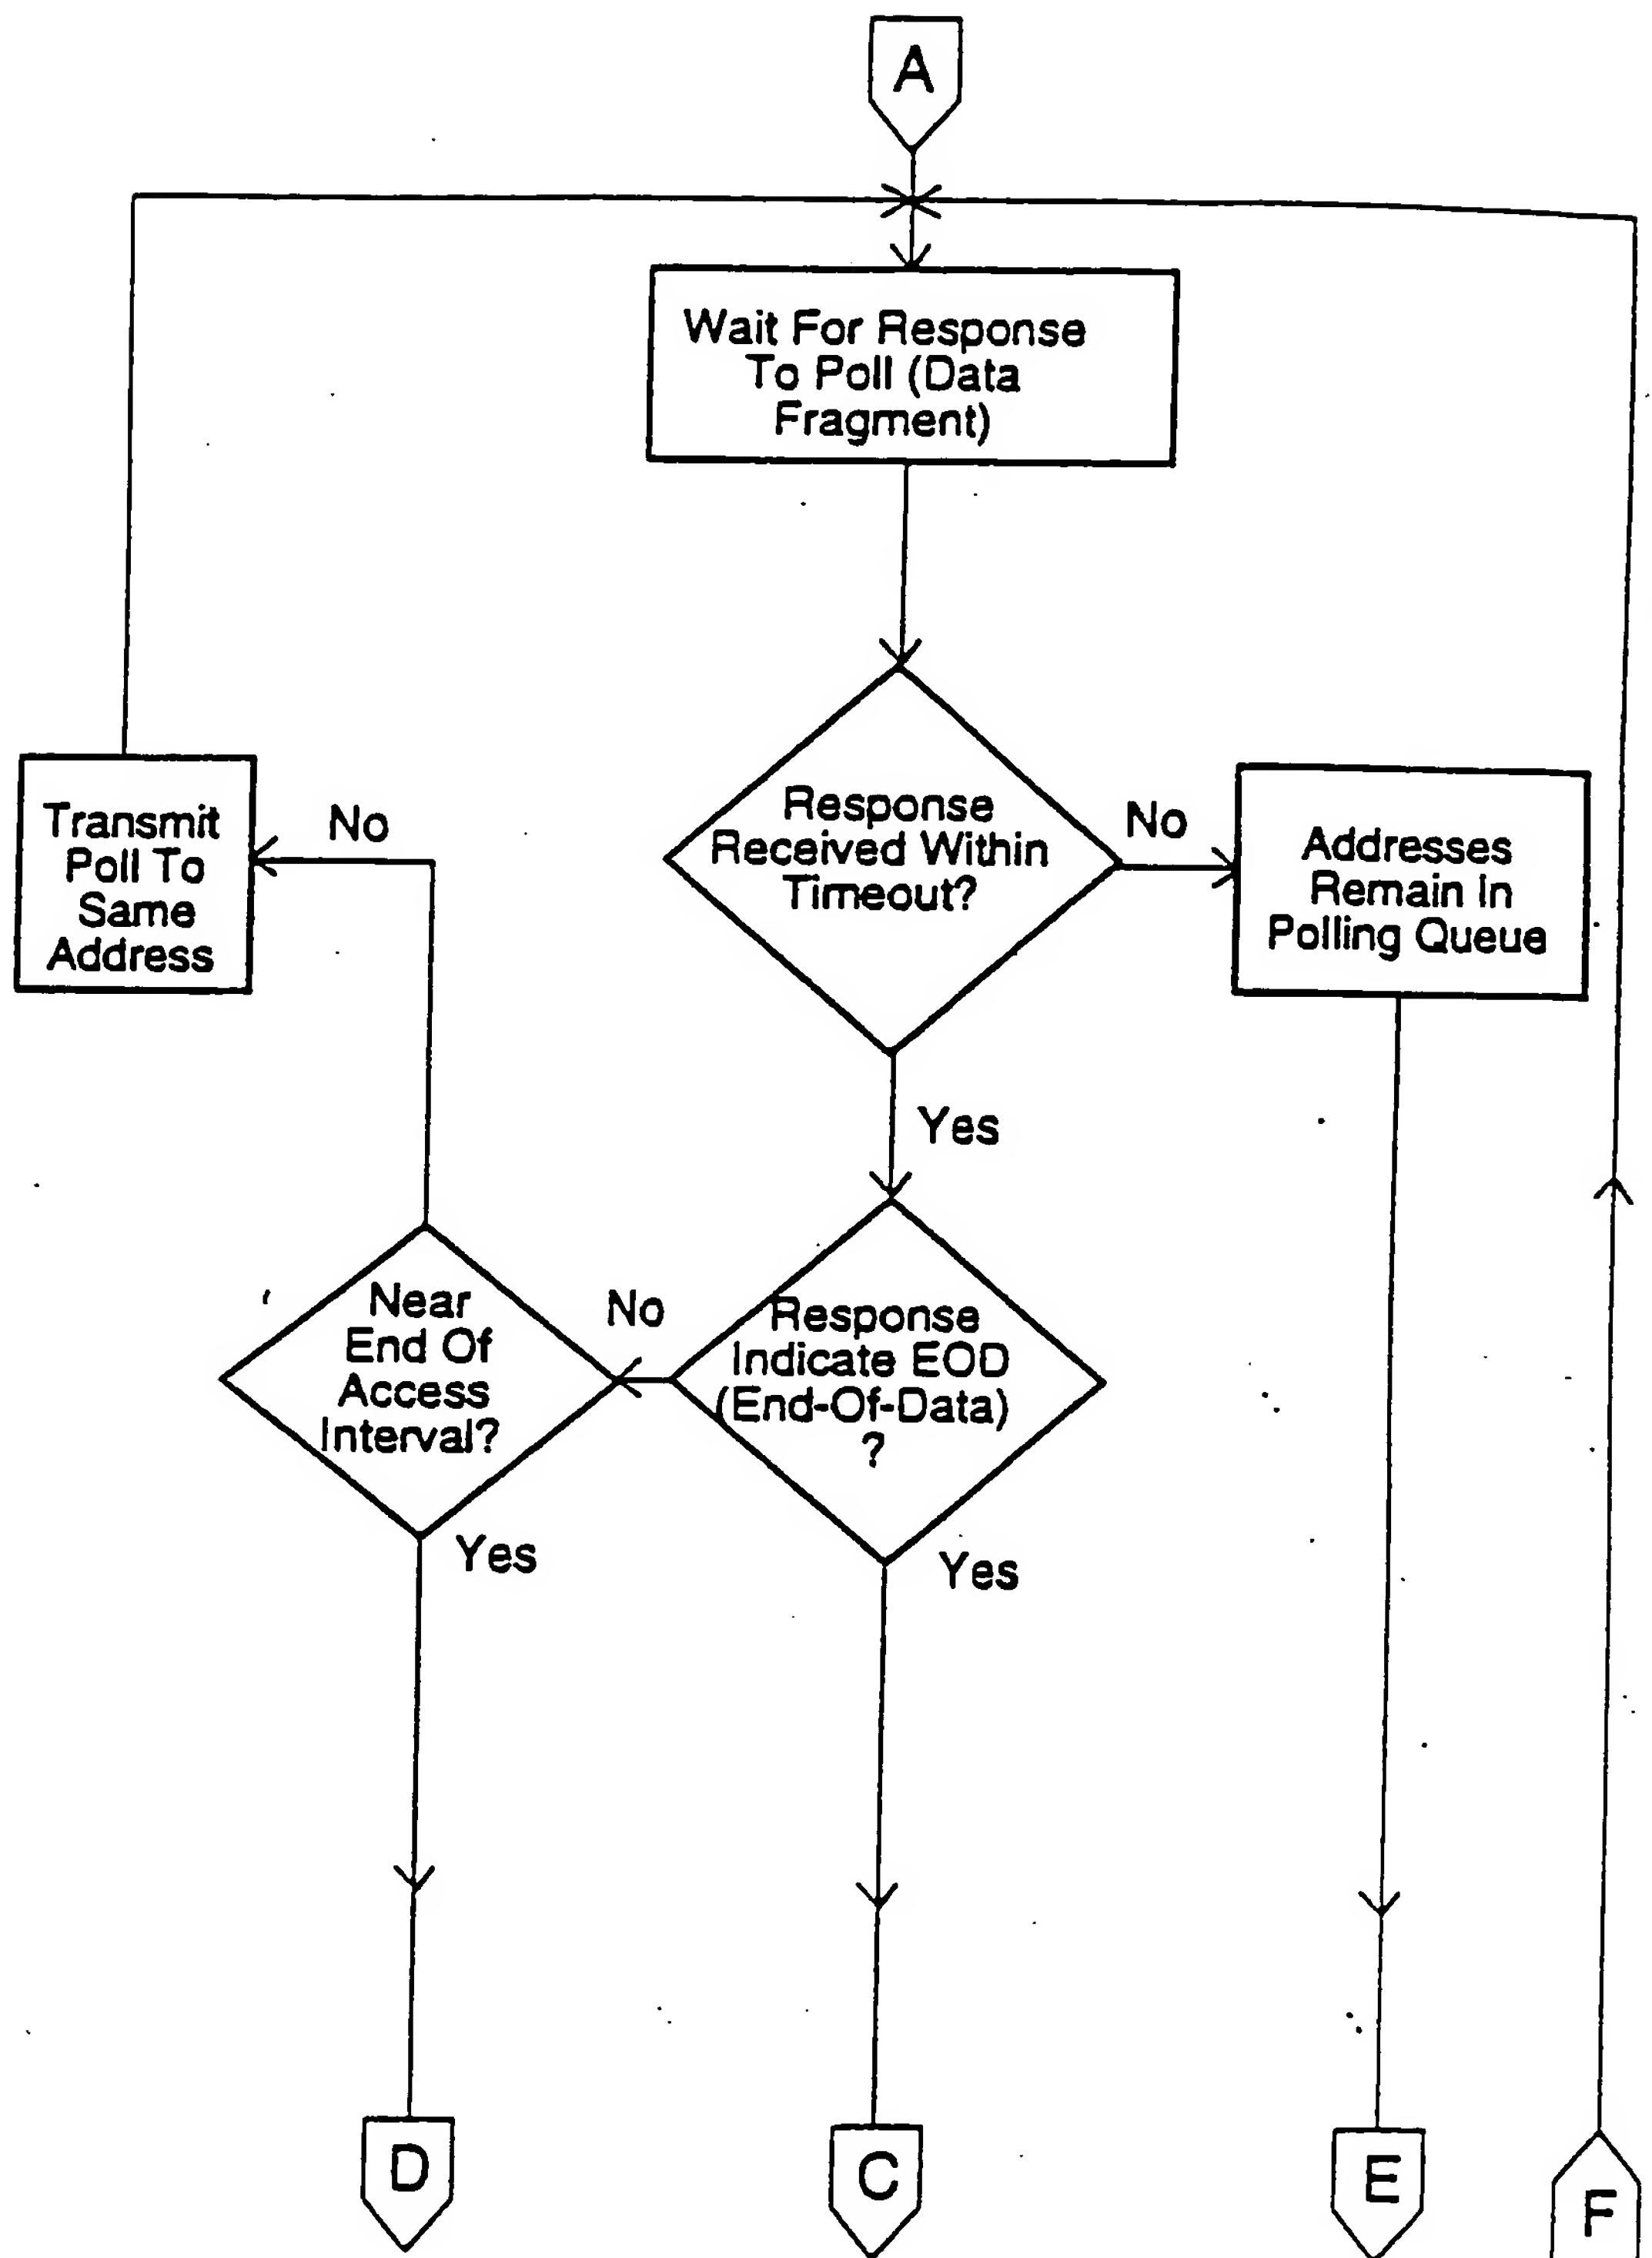 A
Wait For Response
To Poll (Data
Fragment)
Transmit
Poll To
Same
Address
No
Response
Received Within
Timeout?
No
Addresses
Remain In
Polling Queue
Yes
Near
End Of
Access
Interval?
No
Response
Indicate EOD
(End-Of-Data)
?
Yes
Yes
D
C
E
F